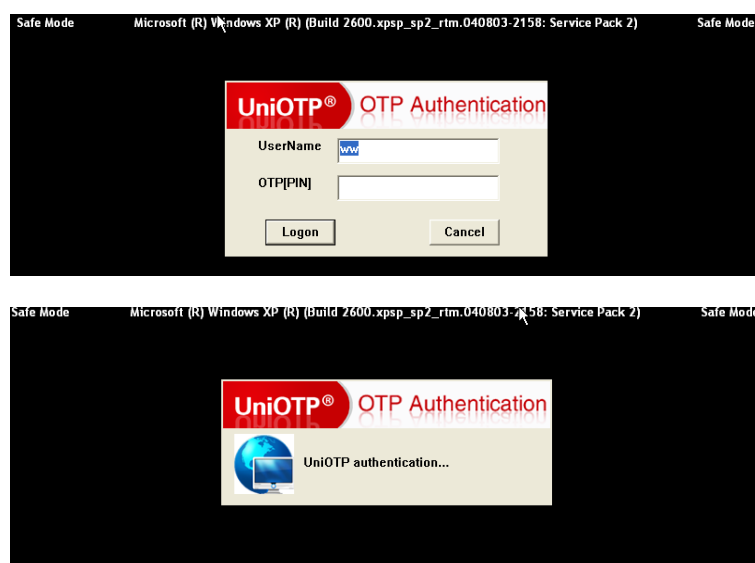 Safe Mode Microsoft (R) Windows XP (R) (Build 2600.xpsp_sp2_rtm.040803-2158: Service Pack 2) Safe Mode
UniOTP® OTP Authentication
UserName ww
OTP[PIN]
Logon Cancel
Safe Mode Microsoft (R) Windows XP (R) (Build 2600.xpsp_sp2_rtm.040803-2158: Service Pack 2) Safe Mode
UniOTP® OTP Authentication
UniOTP authentication...